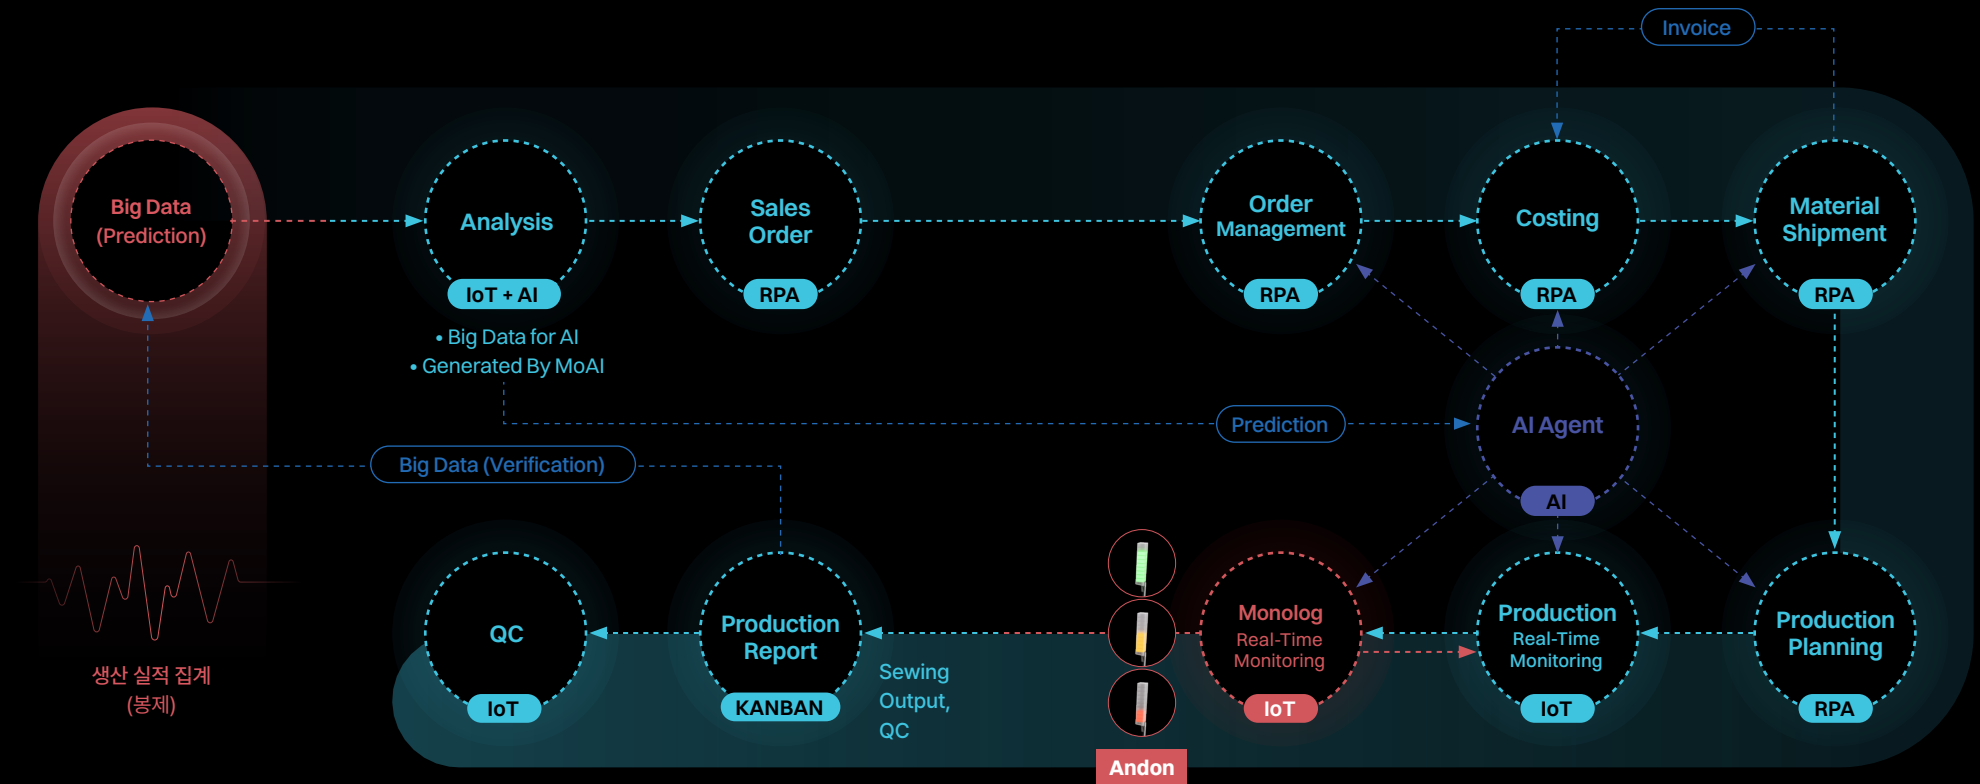 Invoice
Big Data
(Prediction)
Analysis
IoT + AI
• Big Data for AI
• Generated By MoAI
Sales
Order
RPA
Order
Management
RPA
Costing
RPA
Material
Shipment
RPA
Prediction
AI Agent
AI
Big Data (Verification)
QC
IoT
Production
Report
KANBAN
Sewing
Output,
QC
Andon
Monolog
Real-Time
Monitoring
IoT
Production
Real-Time
Monitoring
IoT
Production
Planning
RPA
생산 실적 집계
(봉제)